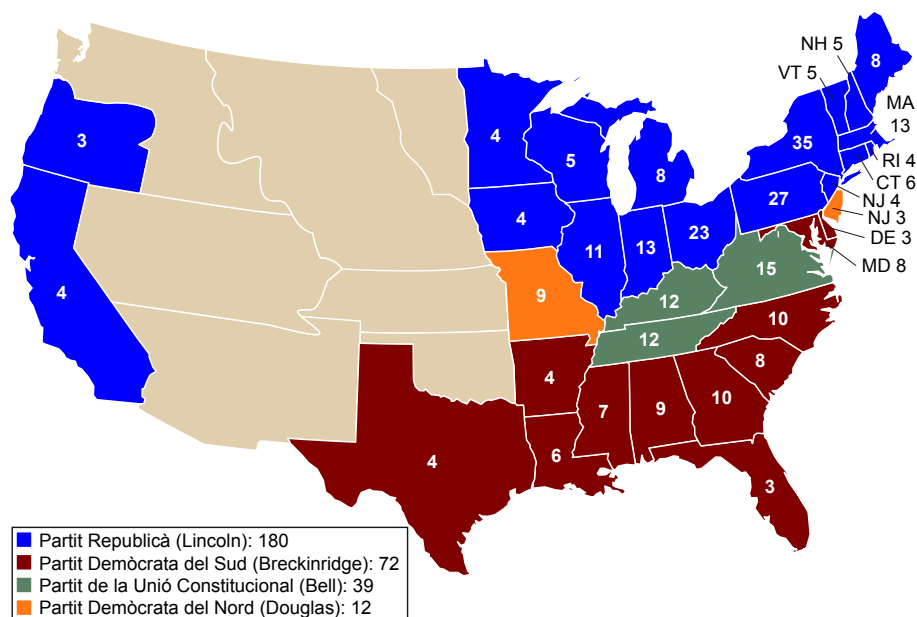 NH 5
8
VT 5
MA
13
3
4
35
5
8
RI 4
CT 6
27
NJ 4
4
NJ 3
23
DE 3
11
13
MD 8
15
4
9
12
10
12
8
4
10
7
9
6
4
3
Partit Republicà (Lincoln): 180
Partit Demòcrata del Sud (Breckinridge): 72
Partit de la Unió Constitucional (Bell): 39
Partit Demòcrata del Nord (Douglas): 12